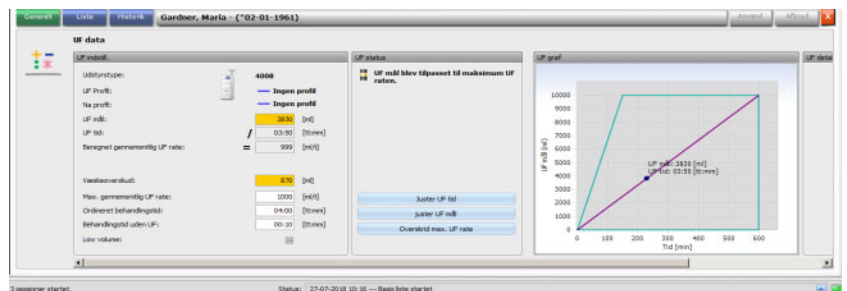 Generelt Liste Historik Gardner, Maria - (*02-01-1961) Anvend Afbryd X
UF data
UF indstil.
Udstyrstype: 4008
UF Profil: Ingen profil
Na profil: Ingen profil
UF mål: 3830 [ml]
UF tid: / 03:50 [tt:mm]
Beregnet gennemsnitlig UF rate: = 999 [ml/t]
Væskeoverskud: 870 [ml]
Max. gennemsnitlig UF rate: 1000 [ml/t]
Ordineret behandlingstid: 04:00 [tt:mm]
Behandlingstid uden UF: 00:10 [tt:mm]
Low volume:
UF status
UF mål blev tilpasset til maksimum UF
raten.
Juster UF tid
Juster UF mål
Overskrid max. UF rate
UF graf
10000
9000
8000
7000
6000
5000
4000
3000
2000
1000
0
UF mål (ml)
UF mål: 3830 [ml]
UF tid: 03:50 [tt:mm]
0 100 200 300 400 500 600
Tid [min]
UF detal
3 sessioner startet. Status: 27-07-2018 10:16 --- Basis liste startet